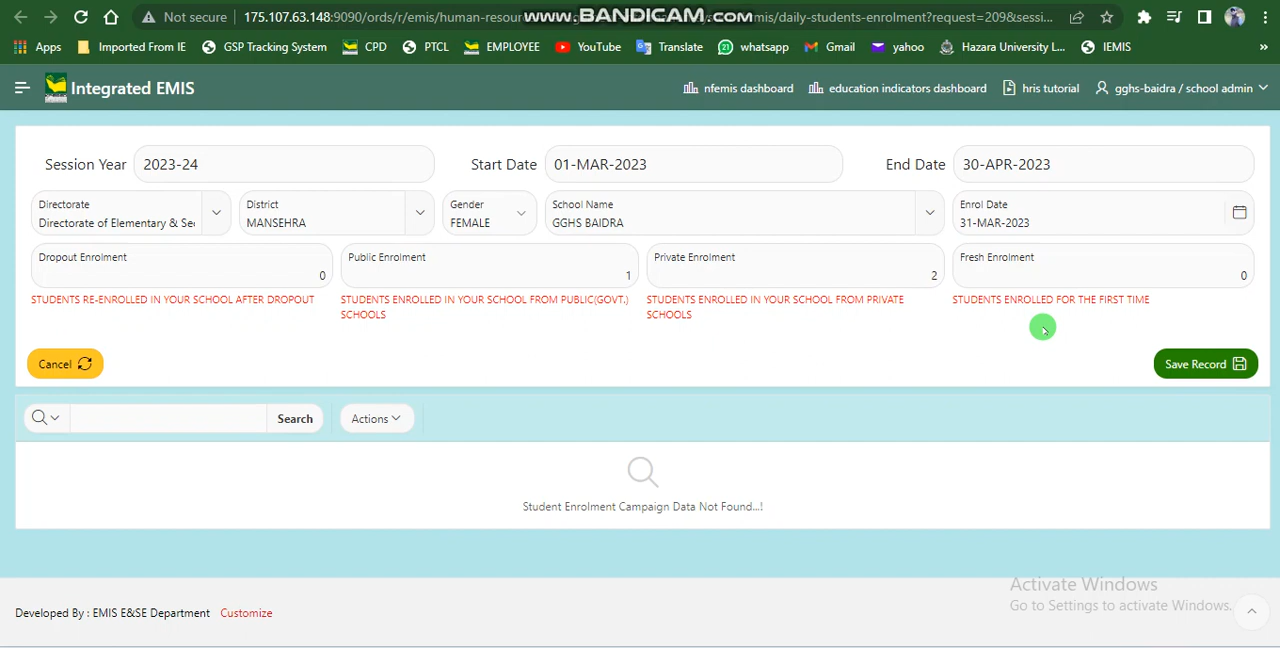 Not secure 175.107.63.148:9090/ords/r/emis/human-resour www.BANDICAM.com mis/daily-students-enrolment?request=209&sessi...
Apps Imported From IE GSP Tracking System CPD PTCL EMPLOYEE YouTube Translate whatsapp Gmail yahoo Hazara University L... IEMIS »
Integrated EMIS nfemis dashboard education indicators dashboard hris tutorial gghs-baidra / school admin
Session Year 2023-24 Start Date 01-MAR-2023 End Date 30-APR-2023
Directorate District Gender School Name Enrol Date
Directorate of Elementary & Sec MANSEHRA FEMALE GGHS BAIDRA 31-MAR-2023
Dropout Enrolment Public Enrolment Private Enrolment Fresh Enrolment
0 1 2 0
STUDENTS RE-ENROLLED IN YOUR SCHOOL AFTER DROPOUT STUDENTS ENROLLED IN YOUR SCHOOL FROM PUBLIC(GOVT.) STUDENTS ENROLLED IN YOUR SCHOOL FROM PRIVATE STUDENTS ENROLLED FOR THE FIRST TIME
SCHOOLS SCHOOLS
Cancel Save Record
Search Actions
Student Enrolment Campaign Data Not Found...!
Activate Windows
Go to Settings to activate Windows.
Developed By : EMIS E&SE Department Customize